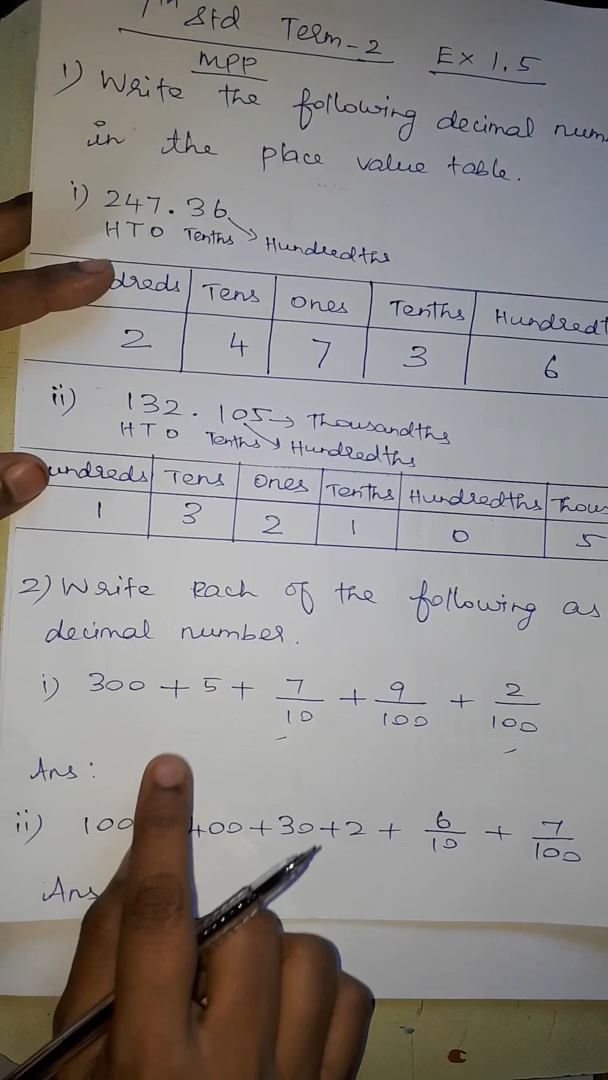 7th Std Term-2 Ex 1.5
MPP
1) Write the following decimal num
in the place value table.
i) 247.36
H T O Tenths Hundredths
dreds Tens Ones Tenths Hundredt
2 4 7 3 6
ii) 132.105 → Thousandths
H T O Tenths Hundredths
undreds Tens Ones Tenths Hundredths Thous
1 3 2 1 0 5
2) Write Each of the following as
decimal number.
i) 300 + 5 + 7/10 + 9/100 + 2/100
Ans:
ii) 100 400 + 30 + 2 + 6/10 + 7/100
Ans